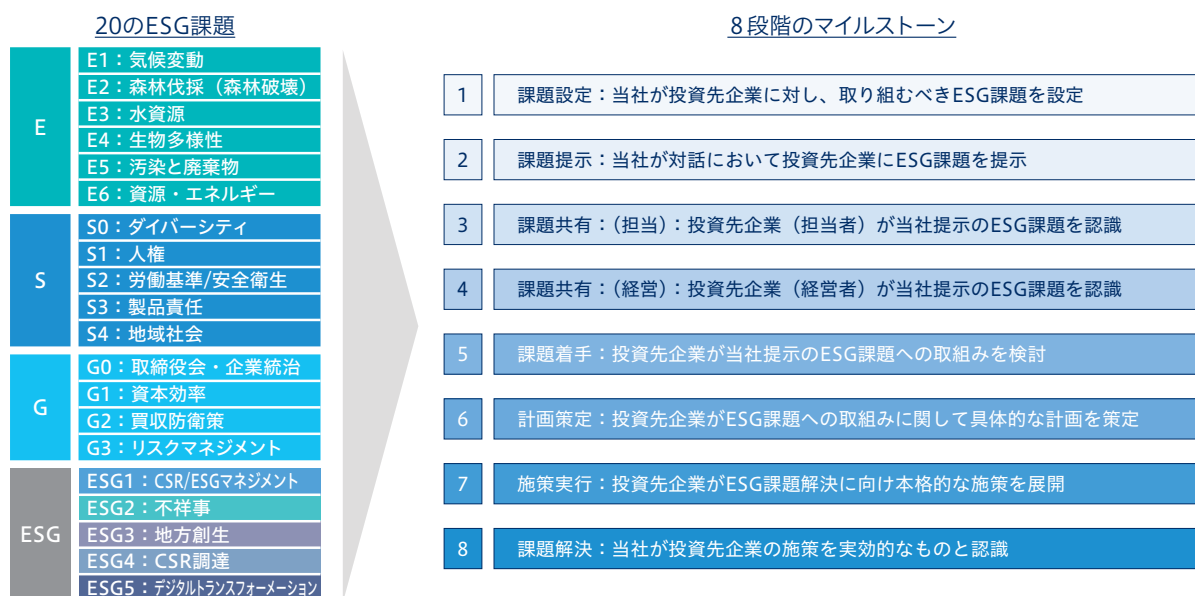 20のESG課題
E
E1：気候変動
E2：森林伐採（森林破壊）
E3：水資源
E4：生物多様性
E5：汚染と廃棄物
E6：資源・エネルギー
S
S0：ダイバーシティ
S1：人権
S2：労働基準/安全衛生
S3：製品責任
S4：地域社会
G
G0：取締役会・企業統治
G1：資本効率
G2：買収防衛策
G3：リスクマネジメント
ESG
ESG1：CSR/ESGマネジメント
ESG2：不祥事
ESG3：地方創生
ESG4：CSR調達
ESG5：デジタルトランスフォーメーション
8段階のマイルストーン
1 課題設定：当社が投資先企業に対し、取り組むべきESG課題を設定
2 課題提示：当社が対話において投資先企業にESG課題を提示
3 課題共有：（担当）：投資先企業（担当者）が当社提示のESG課題を認識
4 課題共有：（経営）：投資先企業（経営者）が当社提示のESG課題を認識
5 課題着手：投資先企業が当社提示のESG課題への取組みを検討
6 計画策定：投資先企業がESG課題への取組みに関して具体的な計画を策定
7 施策実行：投資先企業がESG課題解決に向け本格的な施策を展開
8 課題解決：当社が投資先企業の施策を実効的なものと認識